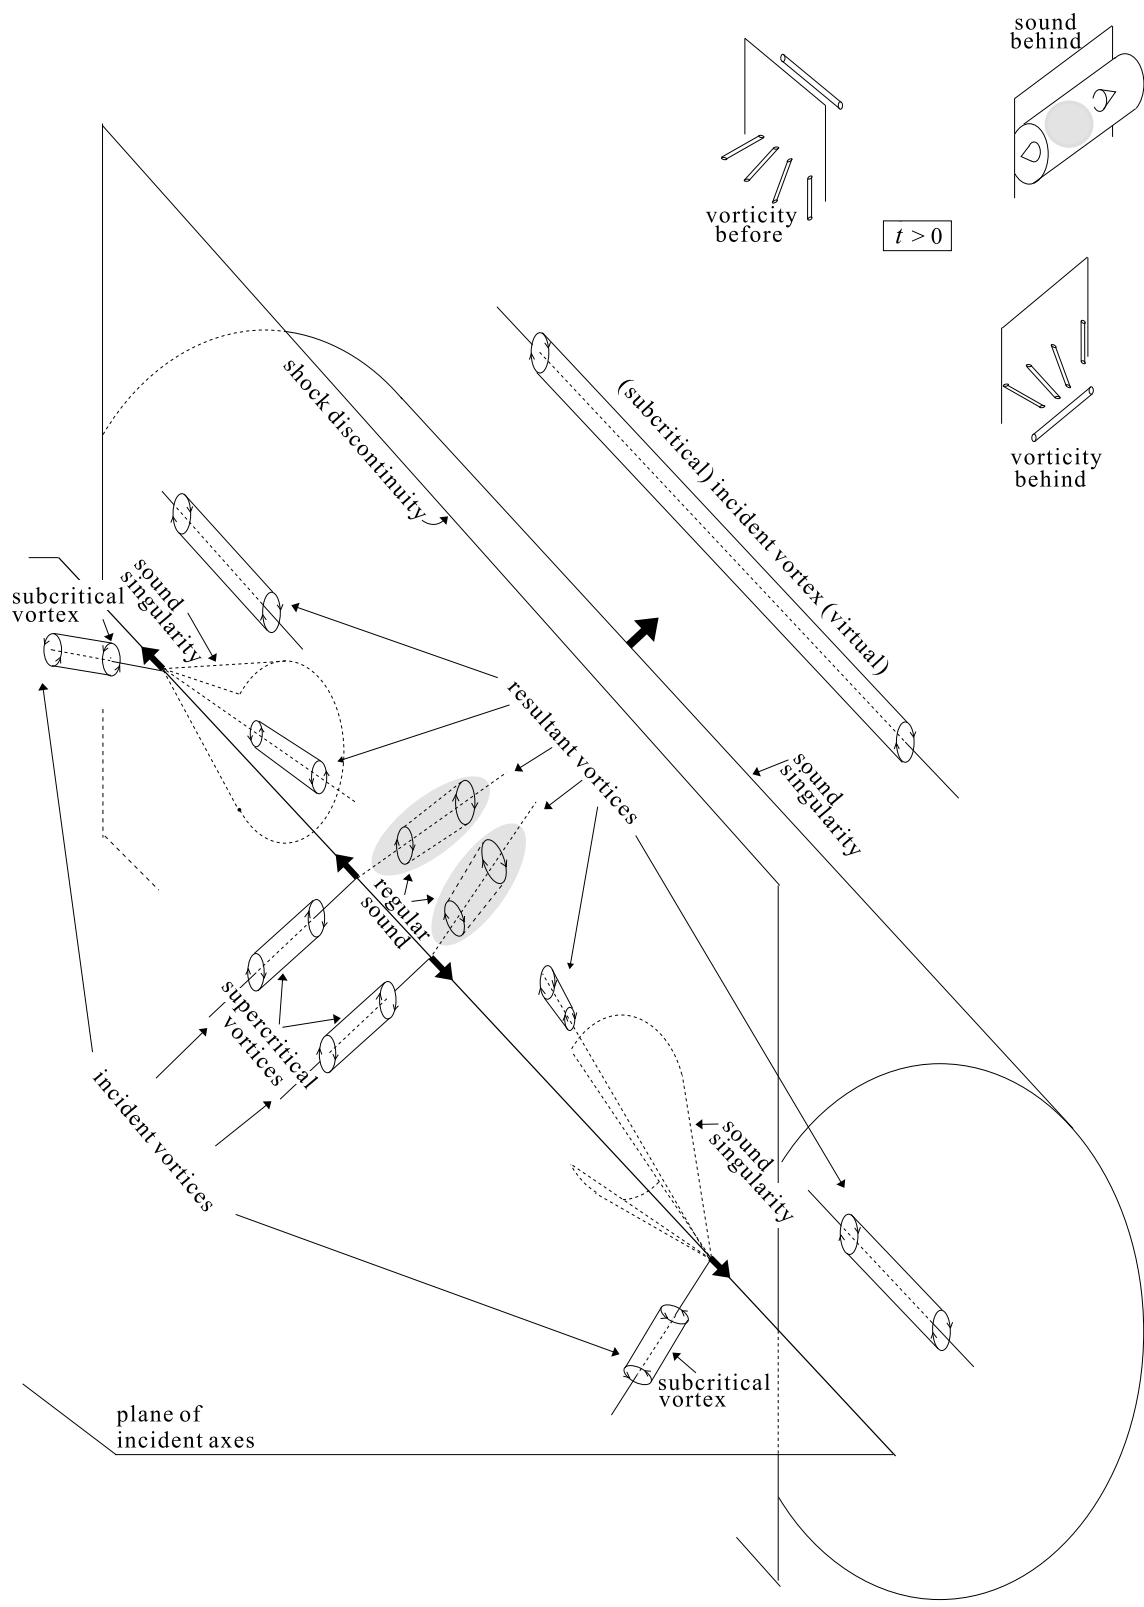 sound
behind
vorticity
before
t > 0
vorticity
behind
shock discontinuity
(subcritical) incident vortex (virtual)
sound
singularity
subcritical
vortex
resultant vortices
sound
singularity
regular
sound
supercritical
vortices
incident vortices
sound
singularity
subcritical
vortex
plane of
incident axes